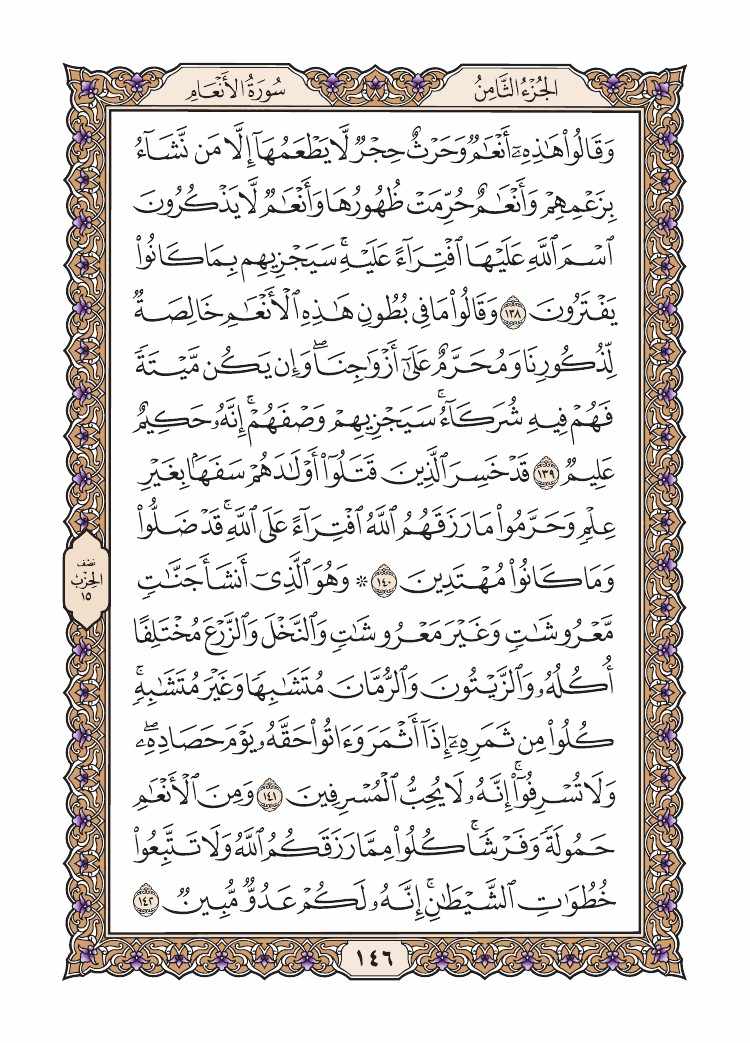 الجُزْءُ الثَّامِنُ
سُورَةُ الأَنْعَامِ
وَقَالُواْ هَٰذِهِۦٓ أَنْعَٰمٞ وَحَرْثٌ حِجْرٞ لَّا يَطْعَمُهَآ إِلَّا مَن نَّشَآءُ
بِزَعْمِهِمْ وَأَنْعَٰمٌ حُرِّمَتْ ظُهُورُهَا وَأَنْعَٰمٞ لَّا يَذْكُرُونَ
ٱسْمَ ٱللَّهِ عَلَيْهَا ٱفْتِرَآءً عَلَيْهِۚ سَيَجْزِيهِم بِمَا كَانُواْ
يَفْتَرُونَ ١٣٨ وَقَالُواْ مَا فِي بُطُونِ هَٰذِهِ ٱلْأَنْعَٰمِ خَالِصَةٞ
لِّذُكُورِنَا وَمُحَرَّمٌ عَلَىٰٓ أَزْوَٰجِنَاۖ وَإِن يَكُن مَّيْتَةٗ
فَهُمْ فِيهِ شُرَكَآءُۚ سَيَجْزِيهِمْ وَصْفَهُمْۚ إِنَّهُۥ حَكِيمٌ
عَلِيمٞ ١٣٩ قَدْ خَسِرَ ٱلَّذِينَ قَتَلُوٓاْ أَوْلَٰدَهُمْ سَفَهَۢا بِغَيْرِ
عِلْمٖ وَحَرَّمُواْ مَا رَزَقَهُمُ ٱللَّهُ ٱفْتِرَآءً عَلَى ٱللَّهِۚ قَدْ ضَلُّواْ
وَمَا كَانُواْ مُهْتَدِينَ ١٤٠ ۞ وَهُوَ ٱلَّذِيٓ أَنشَأَ جَنَّٰتٖ
مَّعْرُوشَٰتٖ وَغَيْرَ مَعْرُوشَٰتٖ وَٱلنَّخْلَ وَٱلزَّرْعَ مُخْتَلِفًا
أُكُلُهُۥ وَٱلزَّيْتُونَ وَٱلرُّمَّانَ مُتَشَٰبِهٗا وَغَيْرَ مُتَشَٰبِهٖۚ
كُلُواْ مِن ثَمَرِهِۦٓ إِذَآ أَثْمَرَ وَءَاتُواْ حَقَّهُۥ يَوْمَ حَصَادِهِۦۖ
وَلَا تُسْرِفُوٓاْۚ إِنَّهُۥ لَا يُحِبُّ ٱلْمُسْرِفِينَ ١٤١ وَمِنَ ٱلْأَنْعَٰمِ
حَمُولَةٗ وَفَرْشٗاۚ كُلُواْ مِمَّا رَزَقَكُمُ ٱللَّهُ وَلَا تَتَّبِعُواْ
خُطُوَٰتِ ٱلشَّيْطَٰنِۚ إِنَّهُۥ لَكُمْ عَدُوّٞ مُّبِينٞ ١٤٢
نصف
الحزب
١٥
١٤٦